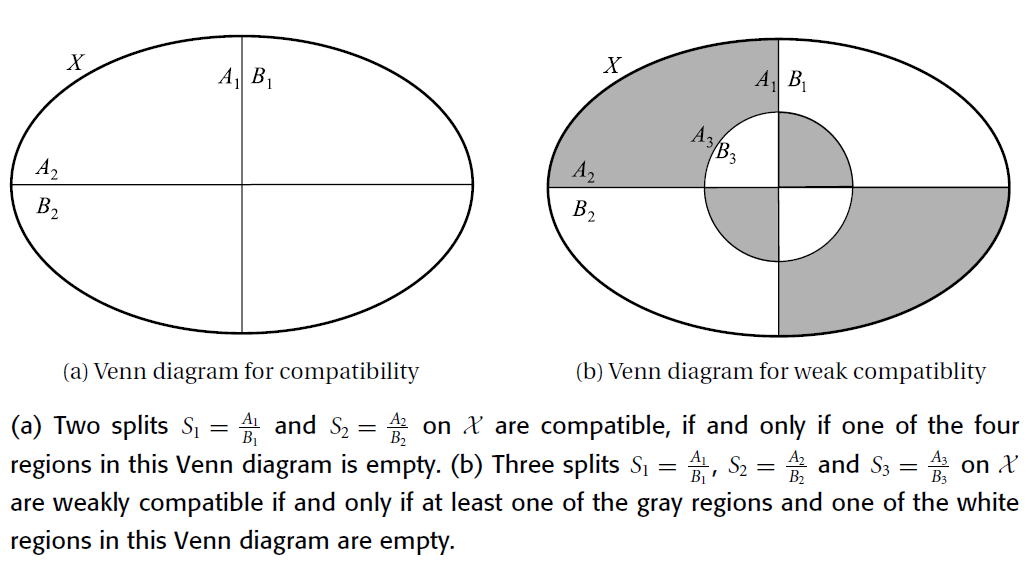 X
A₁ B₁
A₂
B₂
X
A₁ B₁
A₃
B₃
A₂
B₂
(a) Venn diagram for compatibility
(b) Venn diagram for weak compatiblity
(a) Two splits S₁ = A₁/B₁ and S₂ = A₂/B₂ on 𝒳 are compatible, if and only if one of the four
regions in this Venn diagram is empty. (b) Three splits S₁ = A₁/B₁, S₂ = A₂/B₂ and S₃ = A₃/B₃ on 𝒳
are weakly compatible if and only if at least one of the gray regions and one of the white
regions in this Venn diagram are empty.